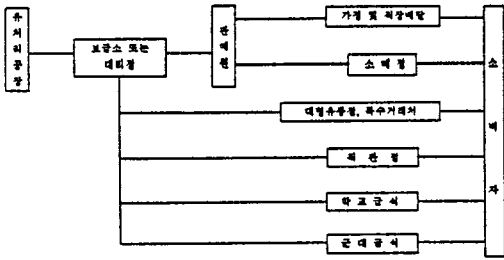 유처리공장
보급소 또는
대리점
판매원
가정 및 직장배달
소매점
대형유통점, 특수거래처
직판점
학교급식
군대급식
소비자